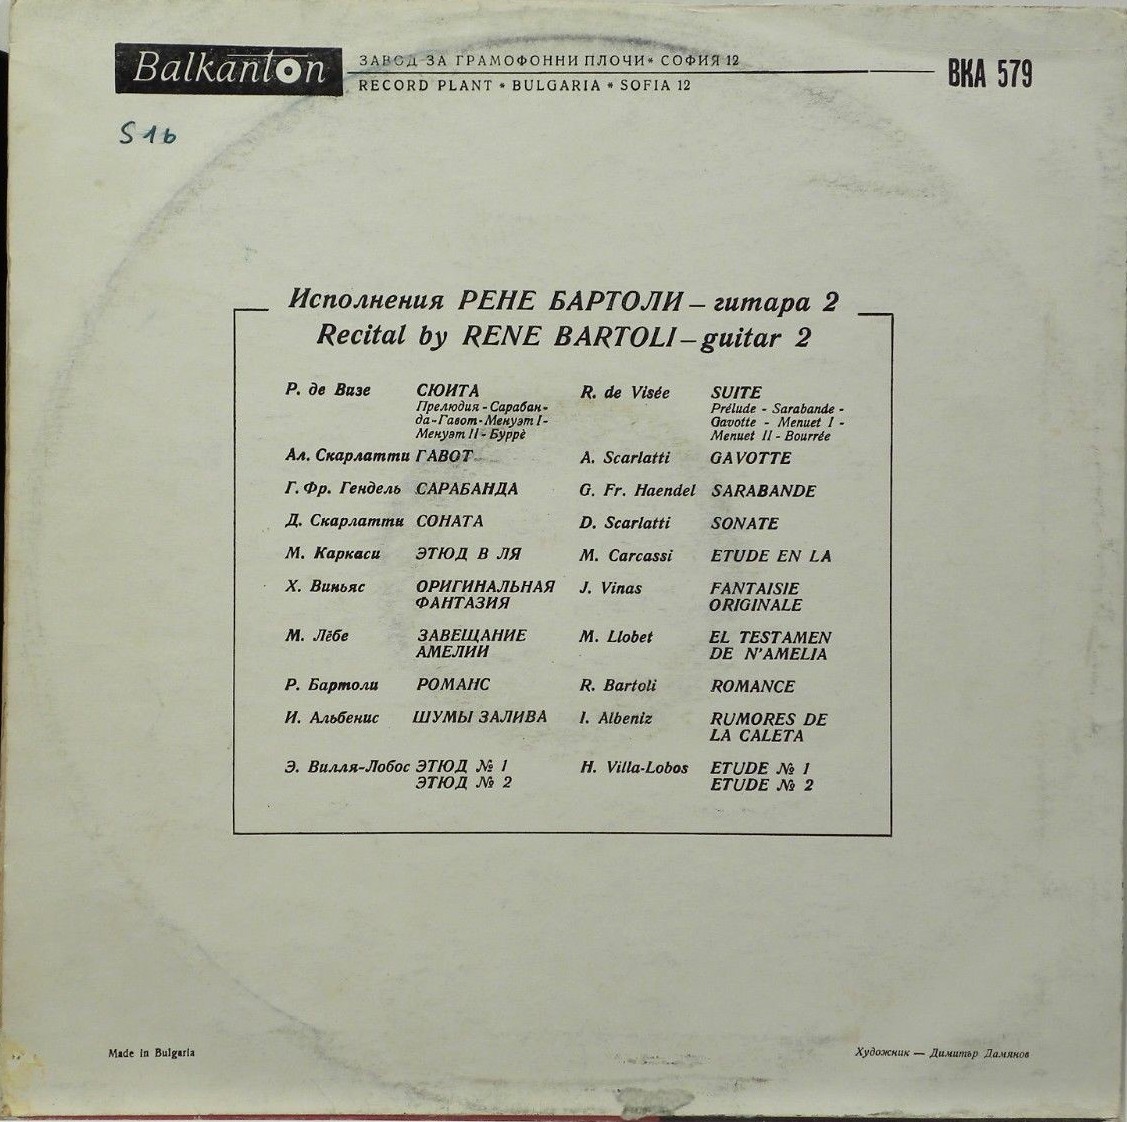 Balkanton
ЗАВОД ЗА ГРАМОФОННИ ПЛОЧИ * СОФИЯ 12
RECORD PLANT * BULGARIA * SOFIA 12
ВКА 579
S 16
Исполнения РЕНЕ БАРТОЛИ – гитара 2
Recital by RENE BARTOLI – guitar 2
Р. де Визе СЮИТА
Прелюдия - Сарабан-
да - Гавот - Менуэт I -
Менуэт II - Буррѐ
Ал. Скарлатти ГАВОТ
Г. Фр. Гендель САРАБАНДА
Д. Скарлатти СОНАТА
М. Каркаси ЭТЮД В ЛЯ
Х. Виньяс ОРИГИНАЛЬНАЯ
ФАНТАЗИЯ
М. Лёбе ЗАВЕЩАНИЕ
АМЕЛИИ
Р. Бартоли РОМАНС
И. Альбенис ШУМЫ ЗАЛИВА
Э. Вилля-Лобос ЭТЮД № 1
ЭТЮД № 2
R. de Visée SUITE
Prélude - Sarabande -
Gavotte - Menuet I -
Menuet II - Bourrée
A. Scarlatti GAVOTTE
G. Fr. Haendel SARABANDE
D. Scarlatti SONATE
M. Carcassi ETUDE EN LA
J. Vinas FANTAISIE
ORIGINALE
M. Llobet EL TESTAMEN
DE N'AMELIA
R. Bartoli ROMANCE
I. Albeniz RUMORES DE
LA CALETA
H. Villa-Lobos ETUDE № 1
ETUDE № 2
Made in Bulgaria
Художник — Димитър Дамянов